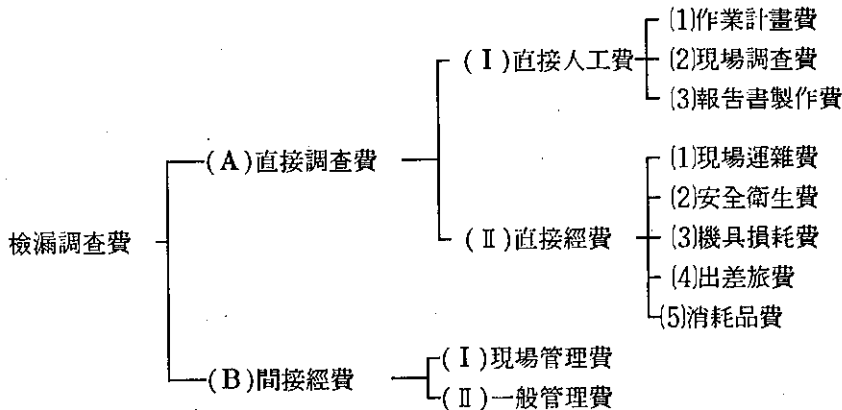 檢漏調查費
(A)直接調查費
(Ⅰ)直接人工費
(1)作業計畫費
(2)現場調查費
(3)報告書製作費
(Ⅱ)直接經費
(1)現場運雜費
(2)安全衛生費
(3)機具損耗費
(4)出差旅費
(5)消耗品費
(B)間接經費
(Ⅰ)現場管理費
(Ⅱ)一般管理費